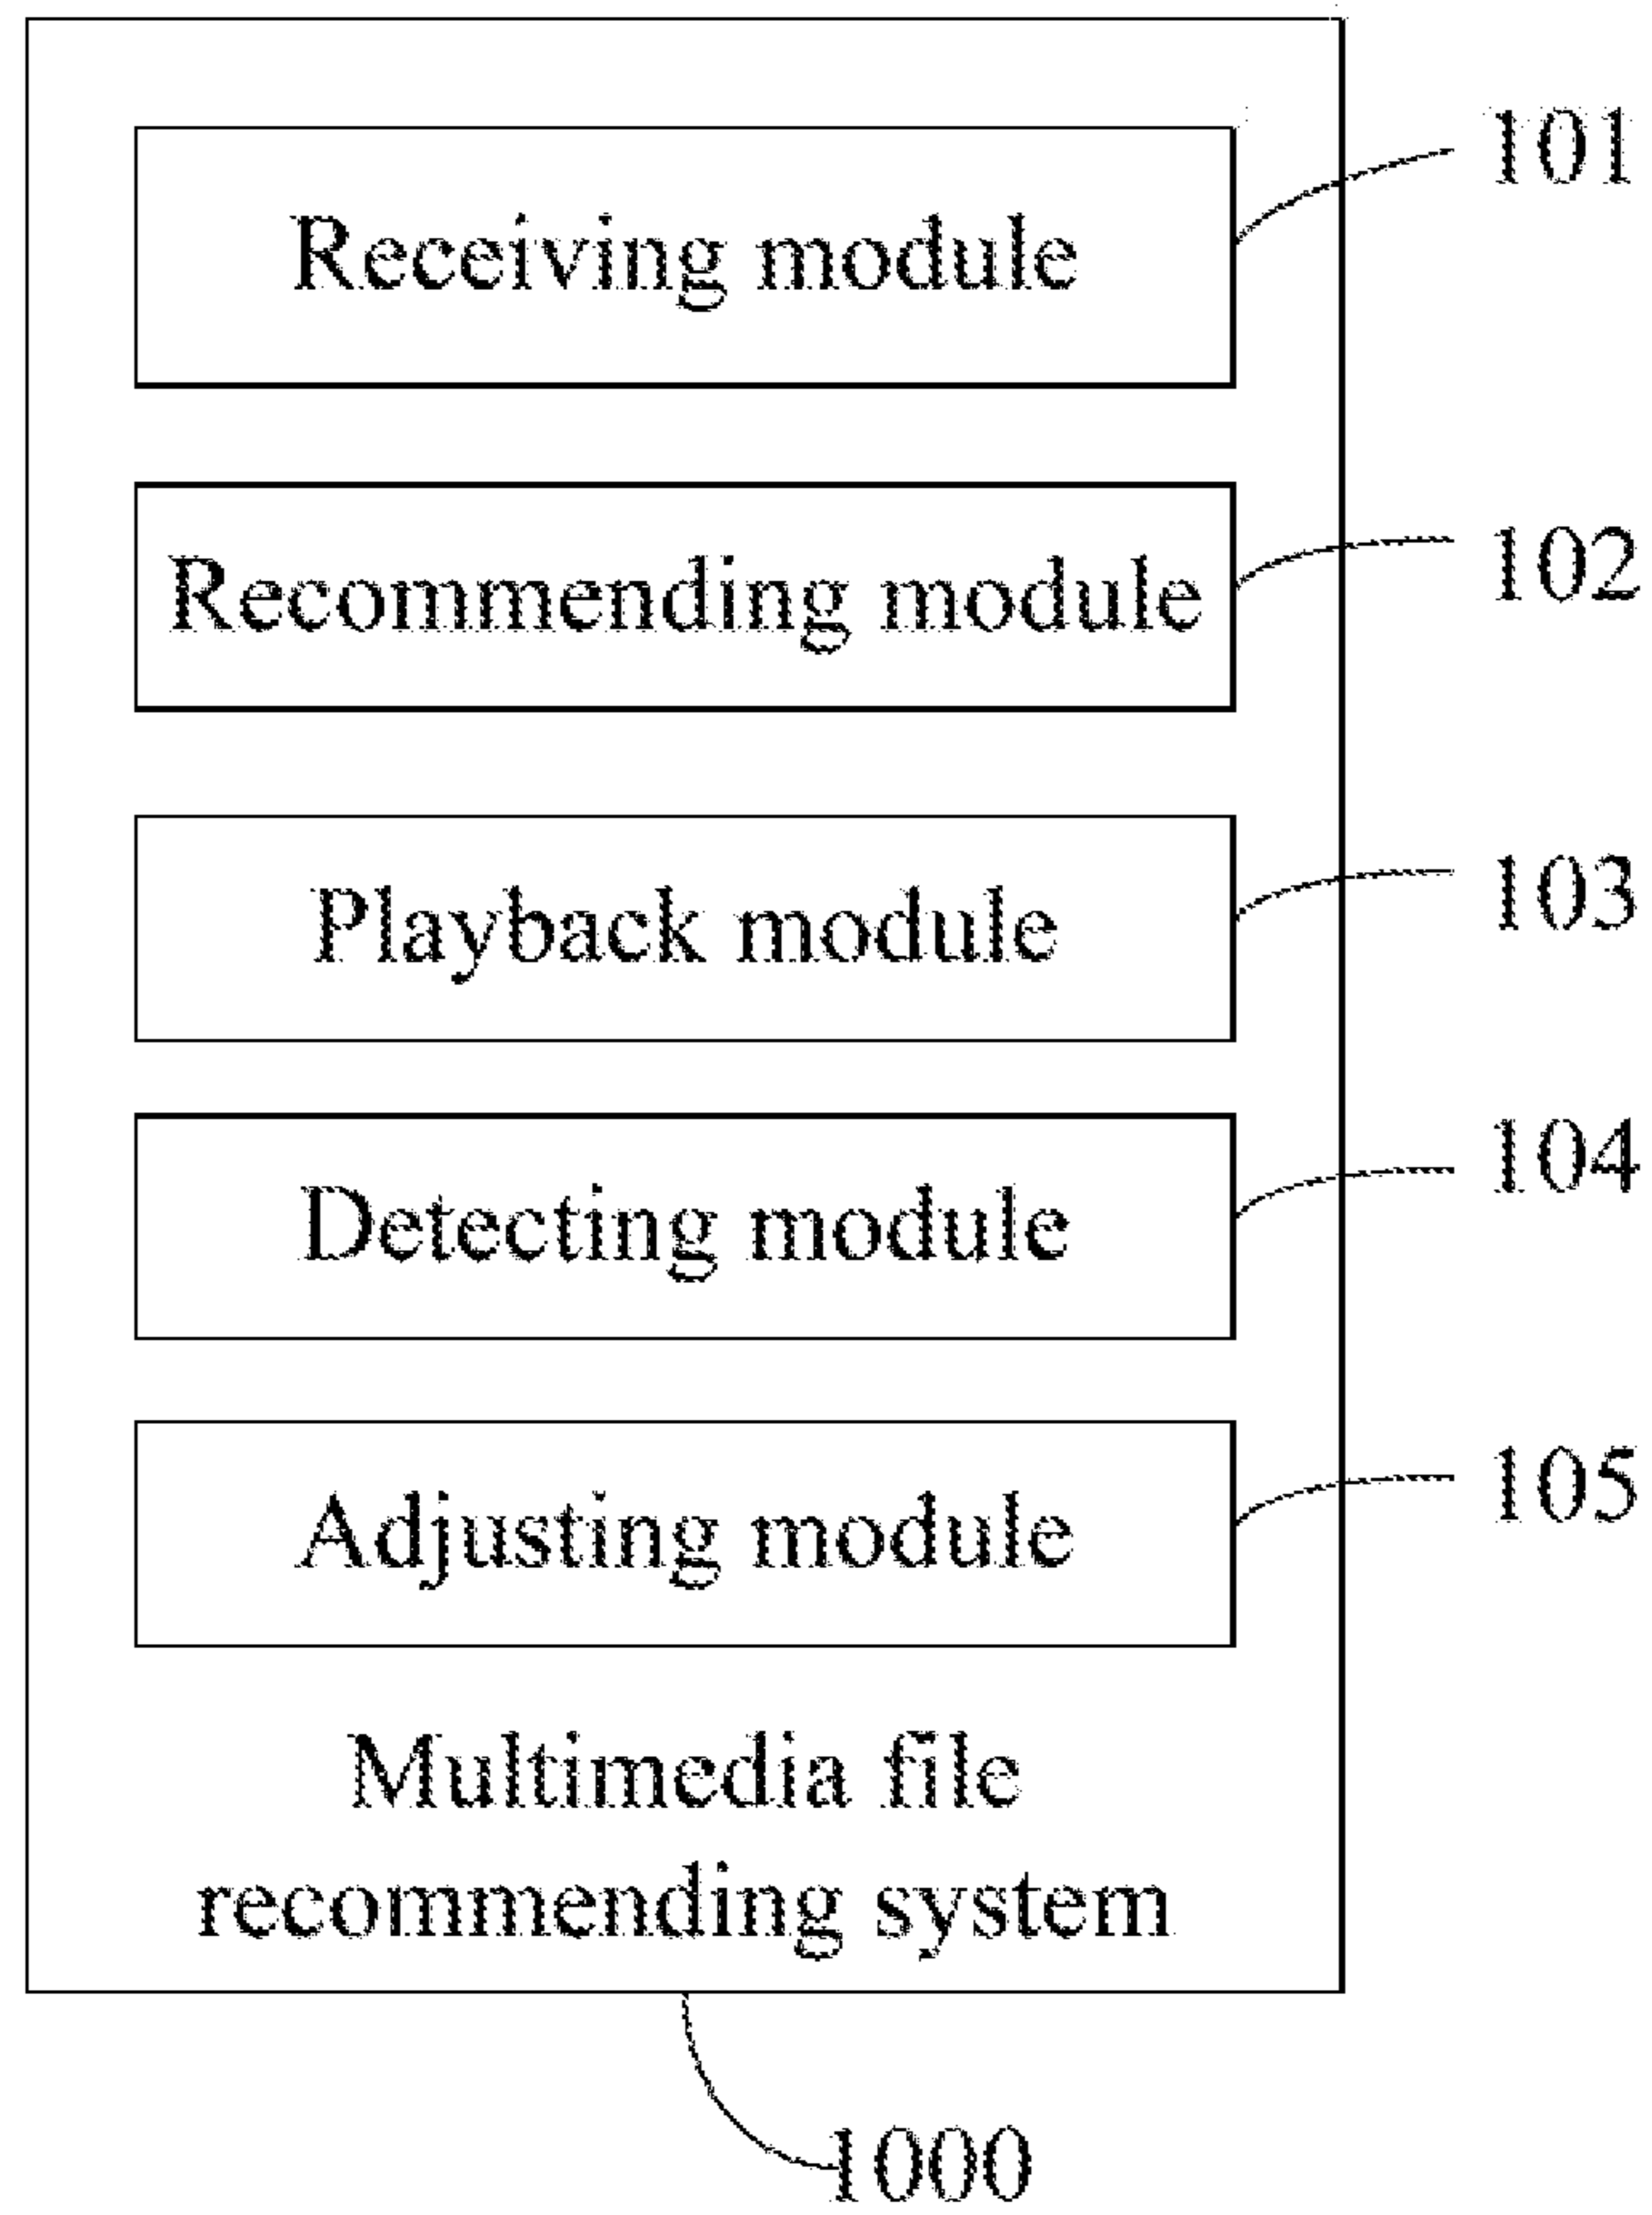 Receiving module
101
Recommending module
102
Playback module
103
Detecting module
104
Adjusting module
105
Multimedia file
recommending system
1000